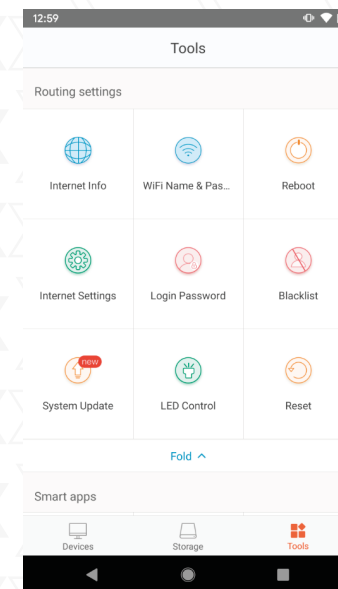 12:59
Tools
Routing settings
Internet Info WiFi Name & Pas... Reboot
Internet Settings Login Password Blacklist
new
System Update LED Control Reset
Fold
Smart apps
Devices Storage Tools